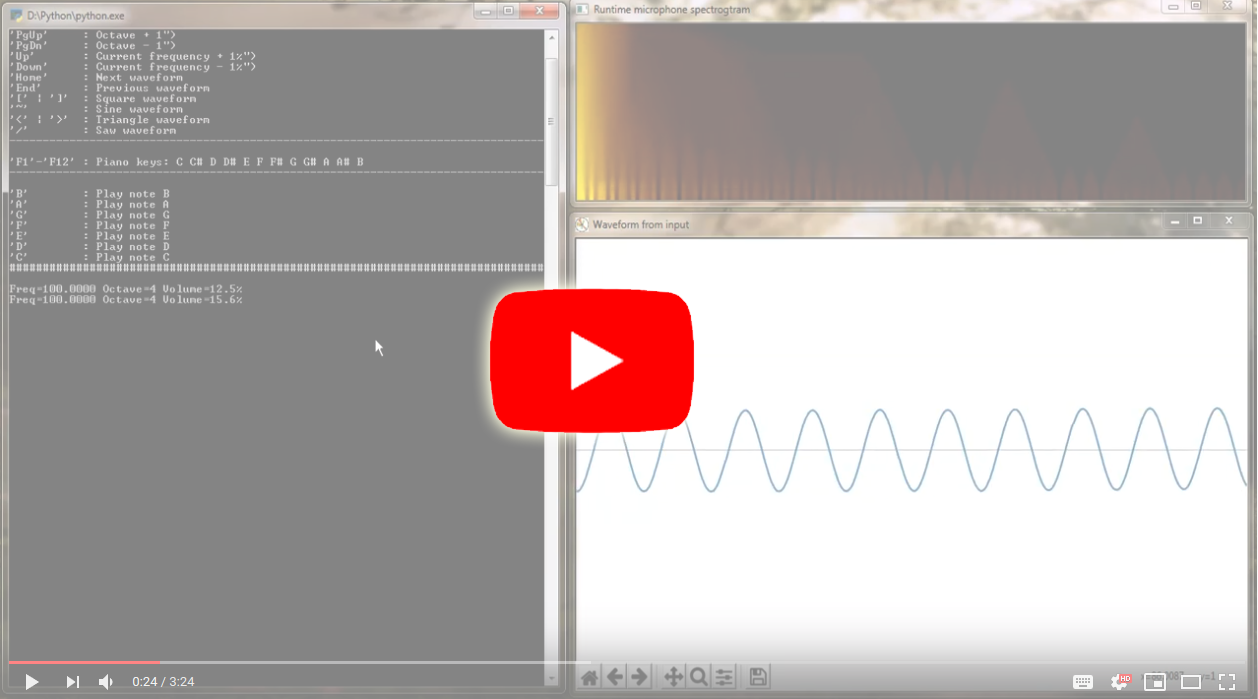 D:\Python\python.exe
'PgUp' : Octave + 1")
'PgDn' : Octave - 1")
'Up' : Current frequency + 1%")
'Down' : Current frequency - 1%")
'Home' : Next waveform
'End' : Previous waveform
'[' | ']' : Square waveform
'~' : Sine waveform
'<' | '>' : Triangle waveform
'/' : Saw waveform
'F1'-'F12' : Piano keys: C C# D D# E F F# G G# A A# B
'B' : Play note B
'A' : Play note A
'G' : Play note G
'F' : Play note F
'E' : Play note E
'D' : Play note D
'C' : Play note C
Freq=100.0000 Octave=4 Volume=12.5%
Freq=100.0000 Octave=4 Volume=15.6%
Runtime microphone spectrogtram
Waveform from input
0:24 / 3:24
HD